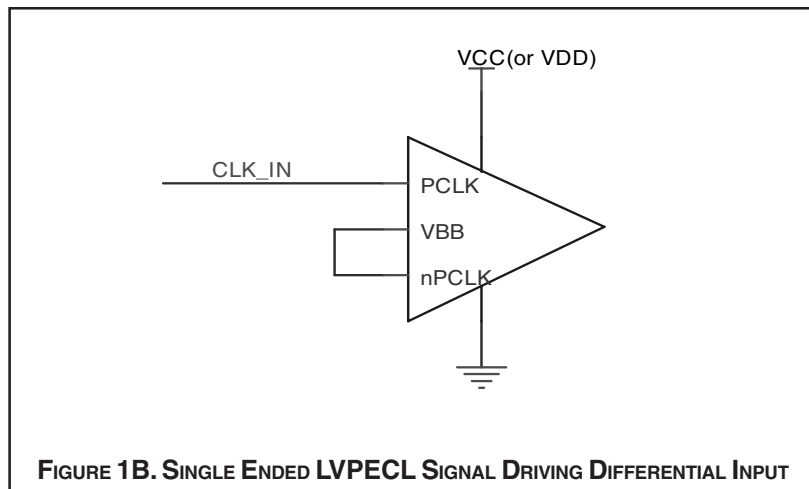 VCC(or VDD)
CLK_IN
PCLK
VBB
nPCLK
FIGURE 1B. SINGLE ENDED LVPECL SIGNAL DRIVING DIFFERENTIAL INPUT